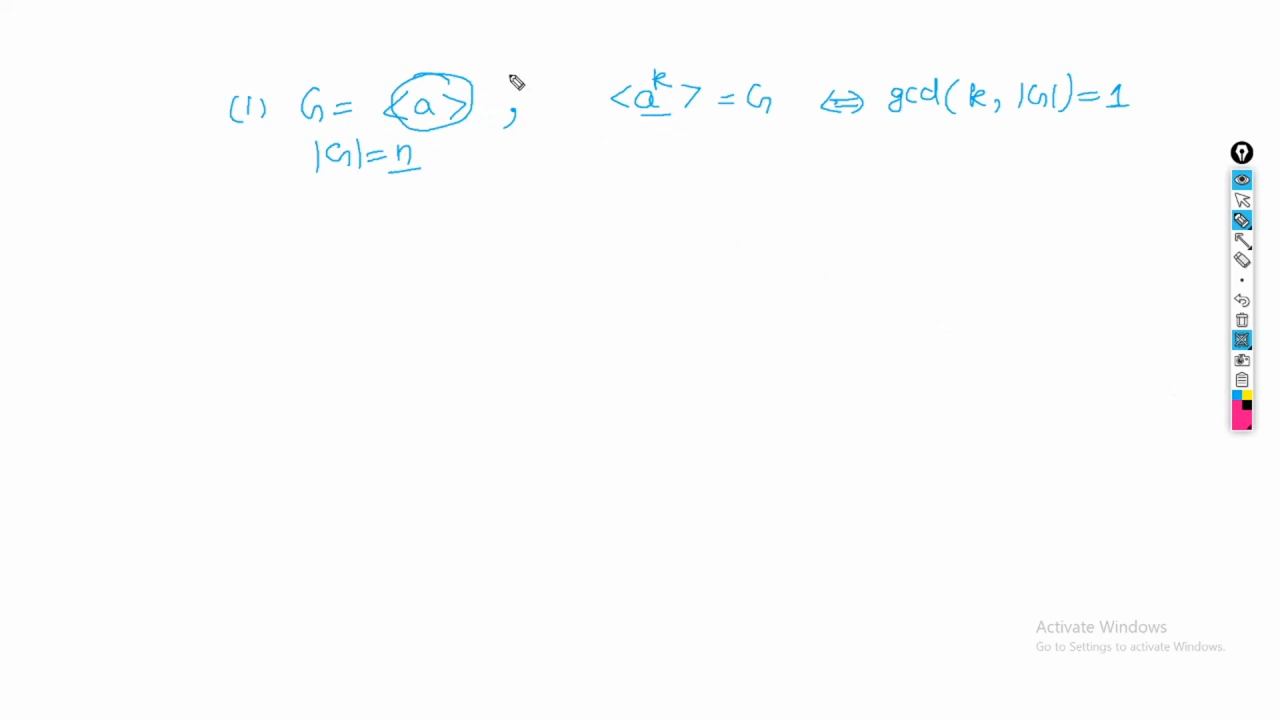 (1) G = <a> , <a^k> = G ⇔ gcd(k, |G|) = 1
|G| = n
Activate Windows
Go to Settings to activate Windows.